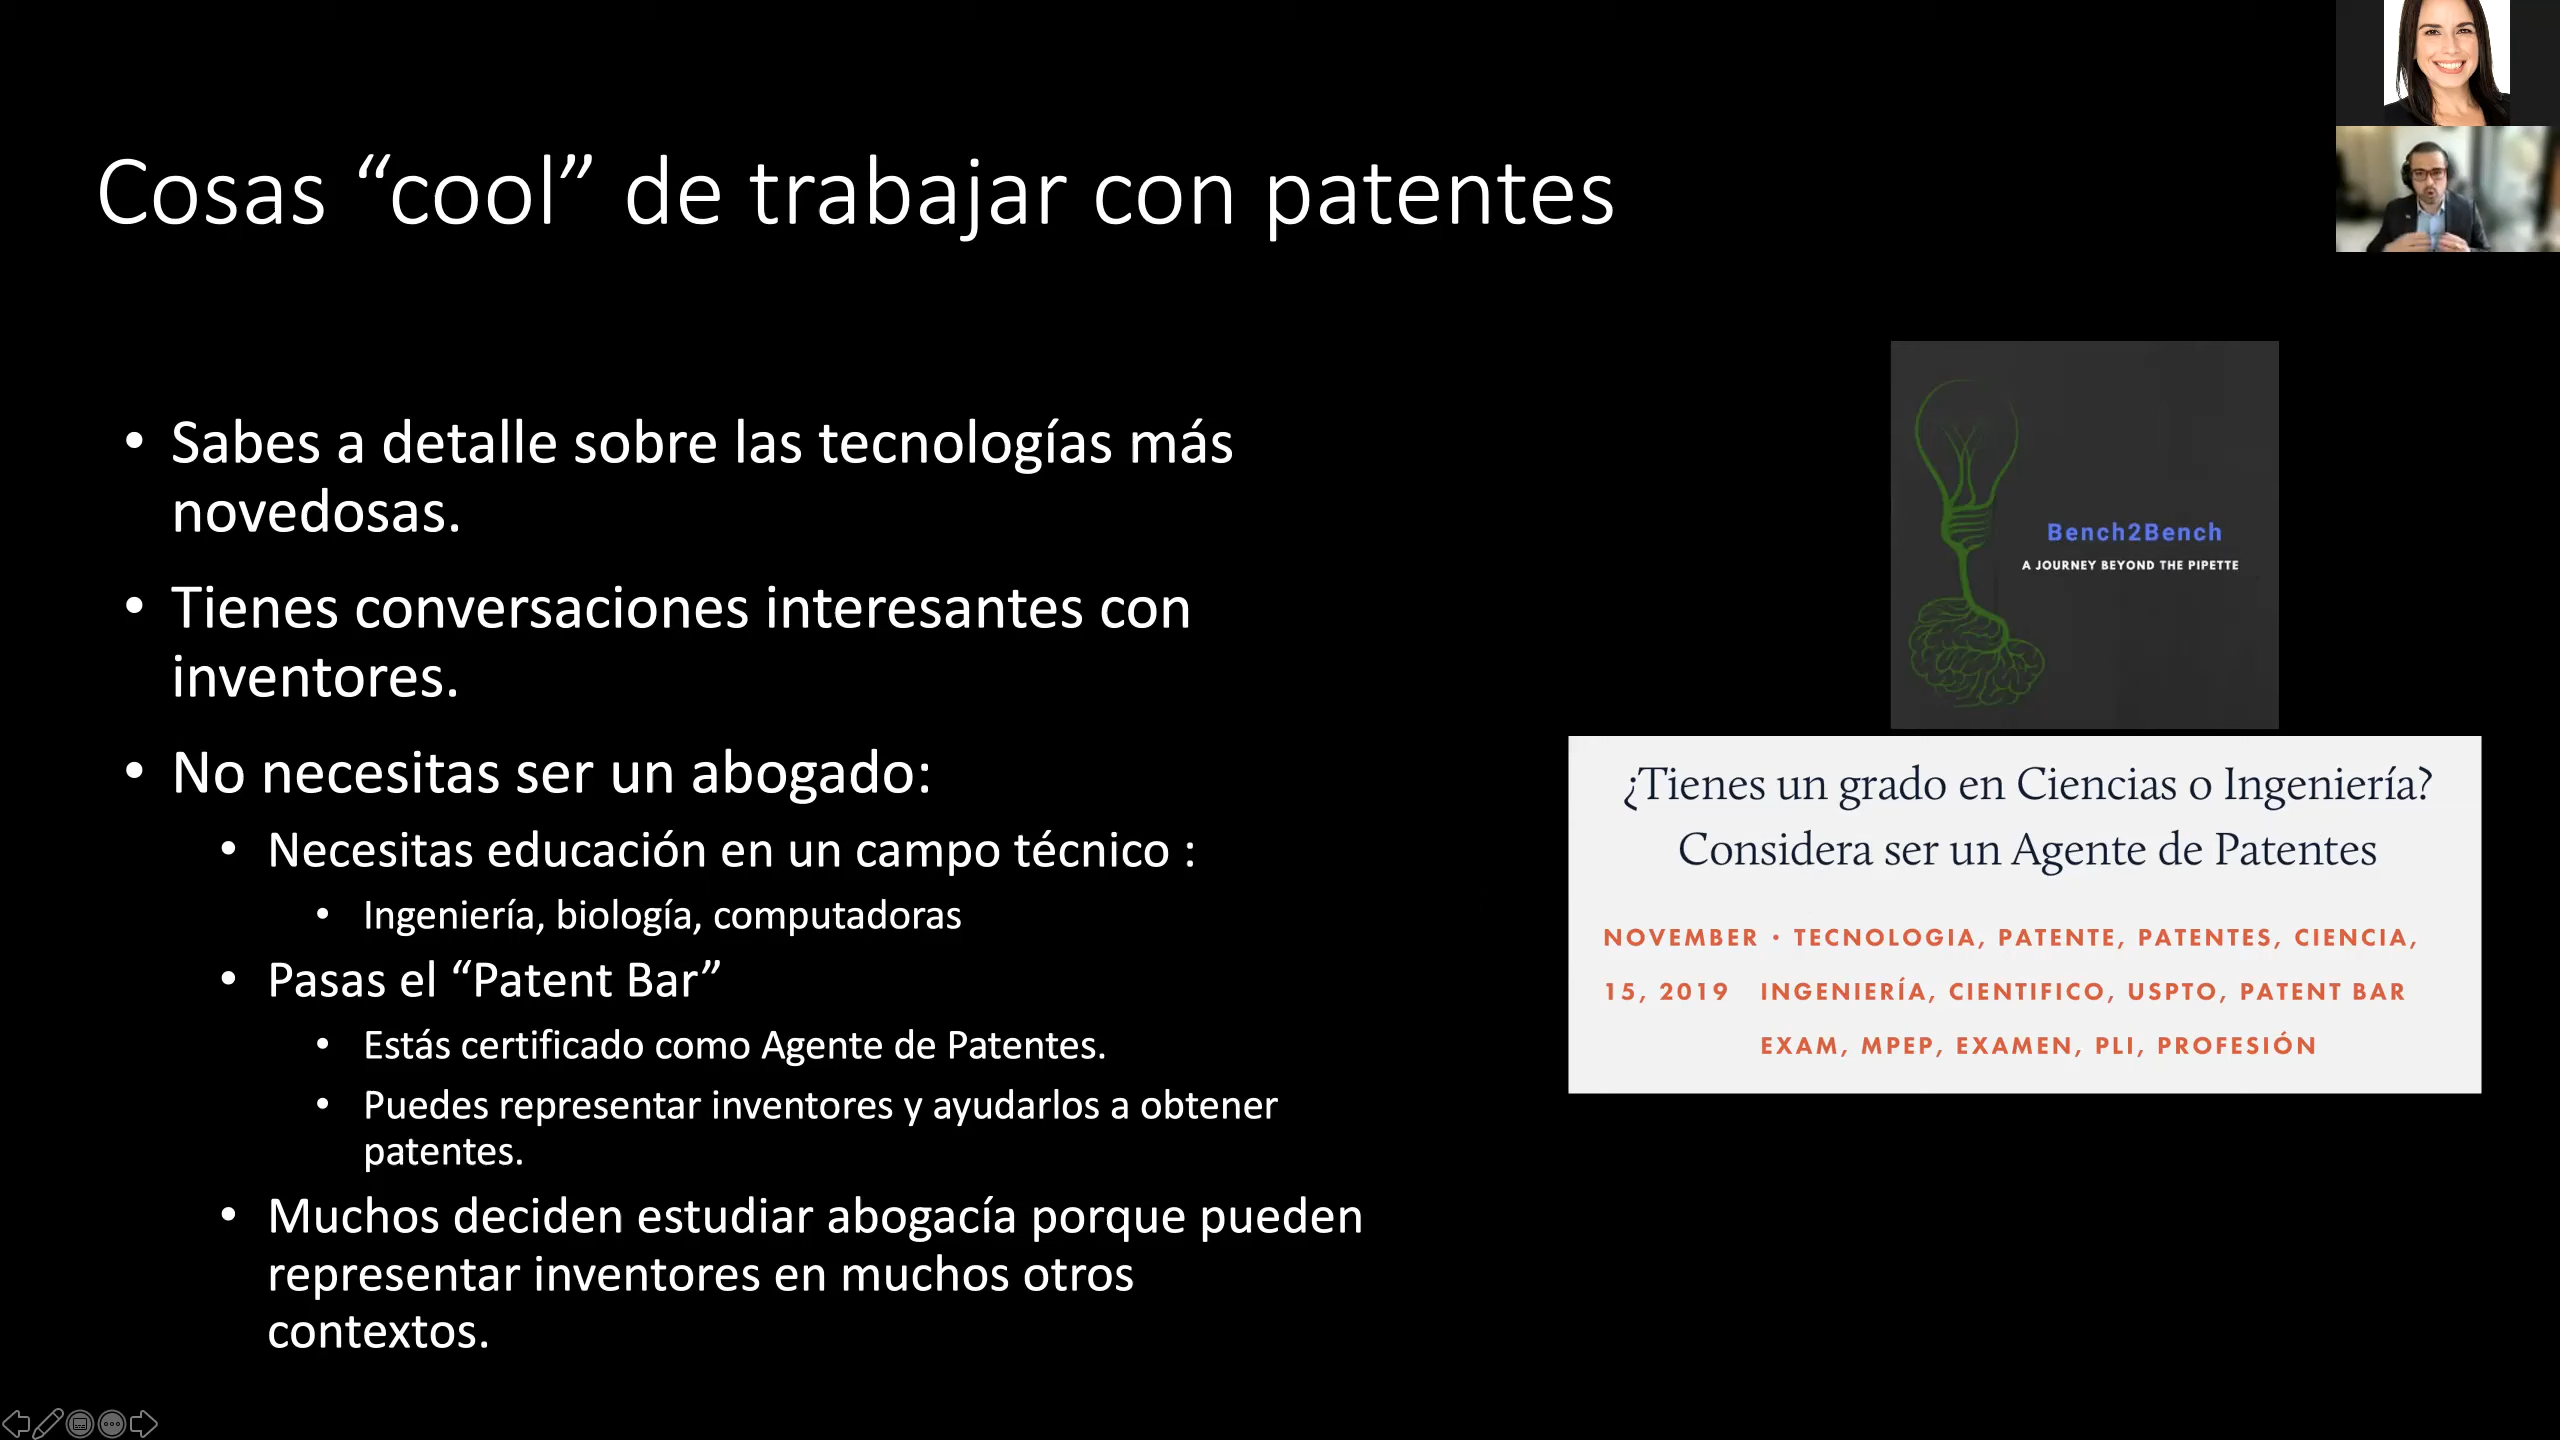 Cosas “cool” de trabajar con patentes
• Sabes a detalle sobre las tecnologías más
novedosas.
• Tienes conversaciones interesantes con
inventores.
• No necesitas ser un abogado:
• Necesitas educación en un campo técnico :
• Ingeniería, biología, computadoras
• Pasas el “Patent Bar”
• Estás certificado como Agente de Patentes.
• Puedes representar inventores y ayudarlos a obtener
patentes.
• Muchos deciden estudiar abogacía porque pueden
representar inventores en muchos otros
contextos.
Bench2Bench
A JOURNEY BEYOND THE PIPETTE
¿Tienes un grado en Ciencias o Ingeniería?
Considera ser un Agente de Patentes
NOVEMBER • TECNOLOGIA, PATENTE, PATENTES, CIENCIA,
15, 2019 INGENIERÍA, CIENTIFICO, USPTO, PATENT BAR
EXAM, MPEP, EXAMEN, PLI, PROFESIÓN